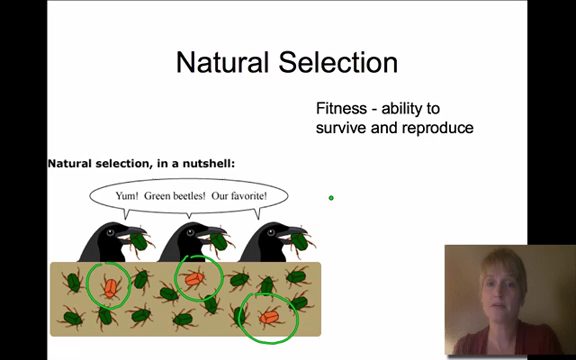 Natural Selection
Fitness - ability to
survive and reproduce
Natural selection, in a nutshell:
Yum! Green beetles! Our favorite!